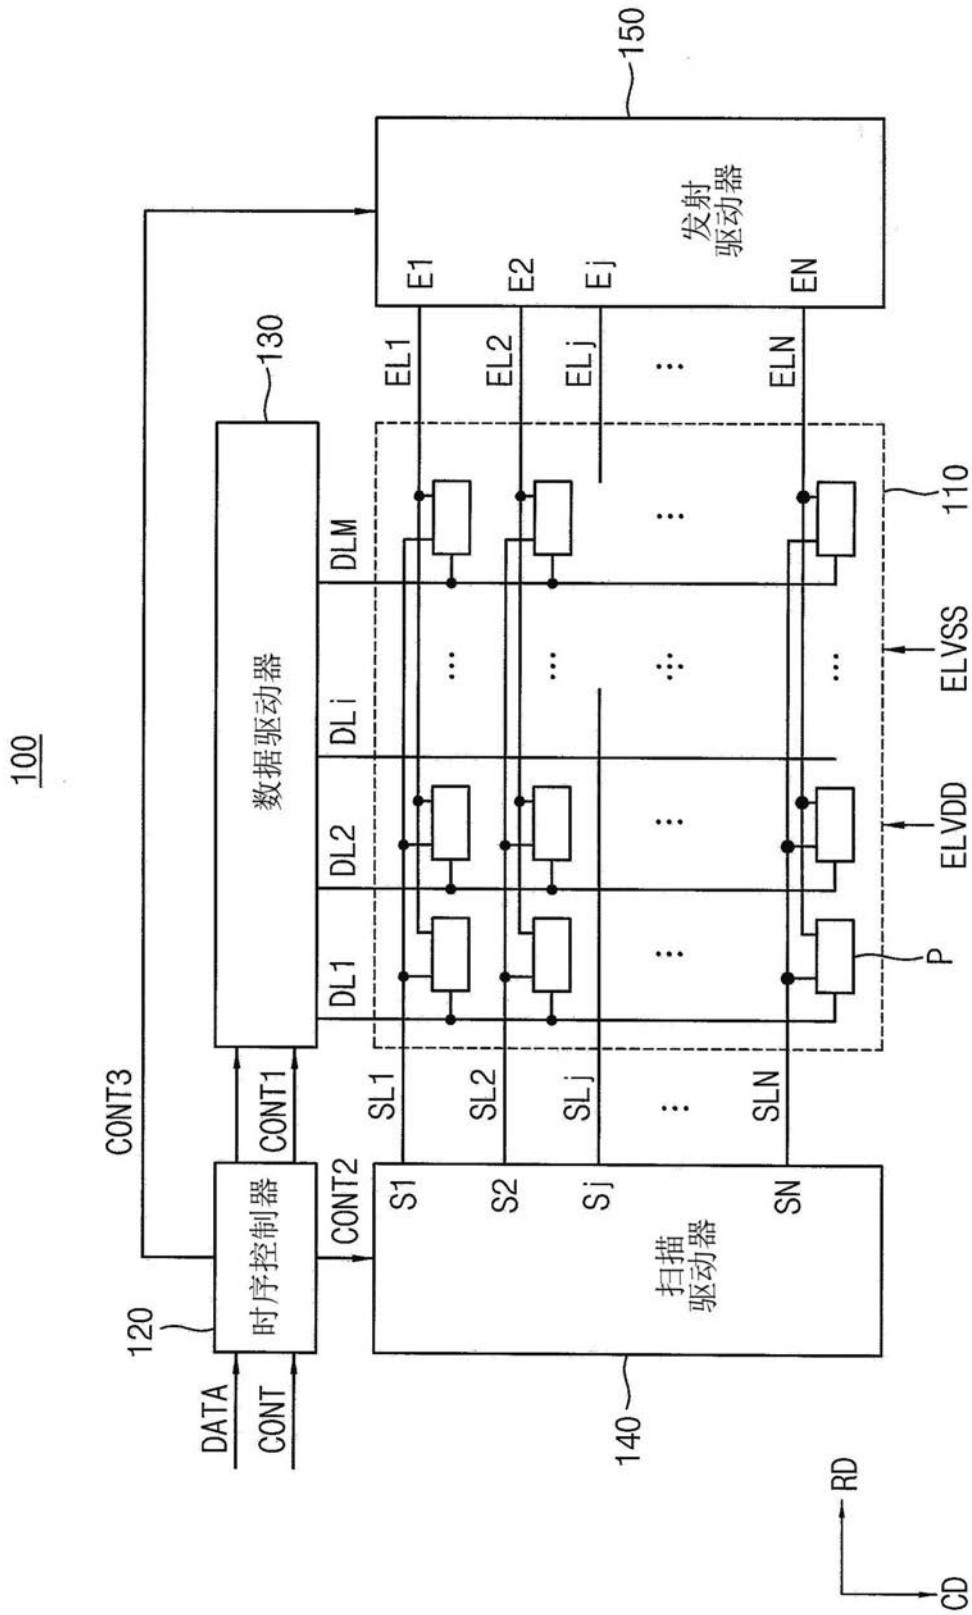 100
CONT3
130
150
120
DATA
CONT
时序控制器
CONT1
数据驱动器
CONT2
DL1
DL2
DLi
DLM
S1
SL1
EL1
E1
S2
SL2
EL2
E2
Sj
SLj
ELj
Ej
扫描
驱动器
⋯
⋯
⋯
⋯
⋯
⋯
发射
驱动器
SN
SLN
ELN
EN
140
P
ELVDD
ELVSS
110
RD
CD